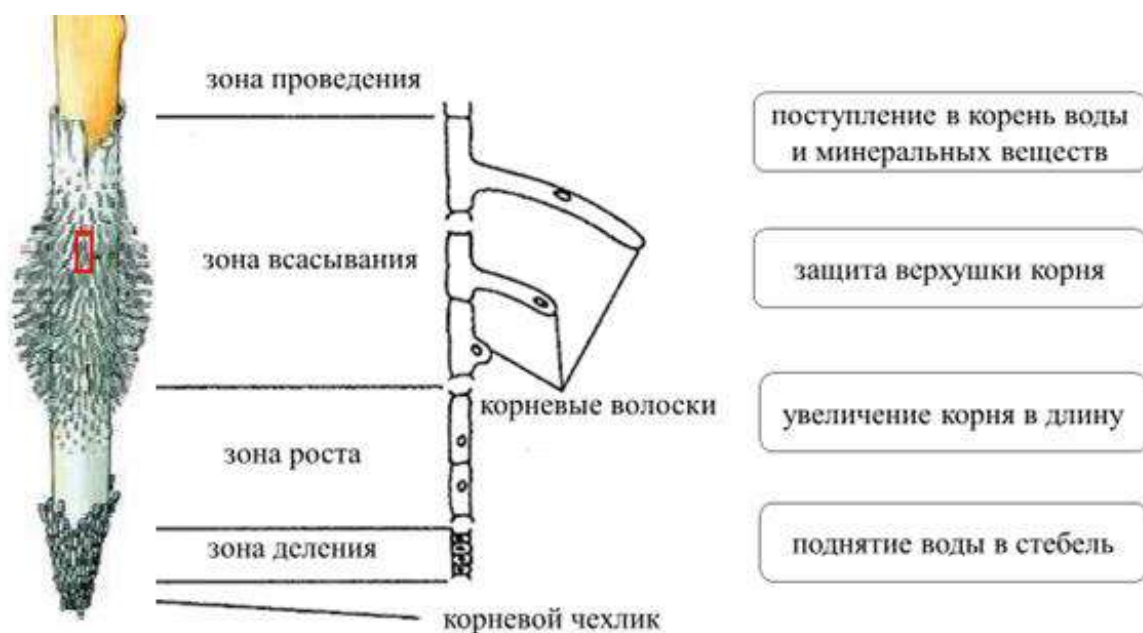 зона проведения
зона всасывания
корневые волоски
зона роста
зона деления
корневой чехлик
поступление в корень воды
и минеральных веществ
защита верхушки корня
увеличение корня в длину
поднятие воды в стебель